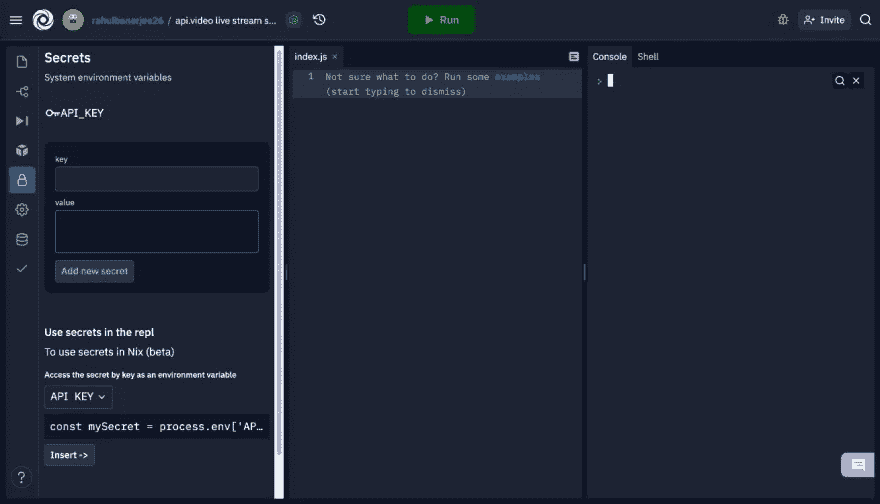 rahulbanerjee26 / api.video live stream s...
Run
Invite
Secrets
System environment variables
API_KEY
key
value
Add new secret
Use secrets in the repl
To use secrets in Nix (beta)
Access the secret by key as an environment variable
API KEY
const mySecret = process.env['AP…
Insert ->
?
index.js ×
1 Not sure what to do? Run some examples
(start typing to dismiss)
Console Shell
>